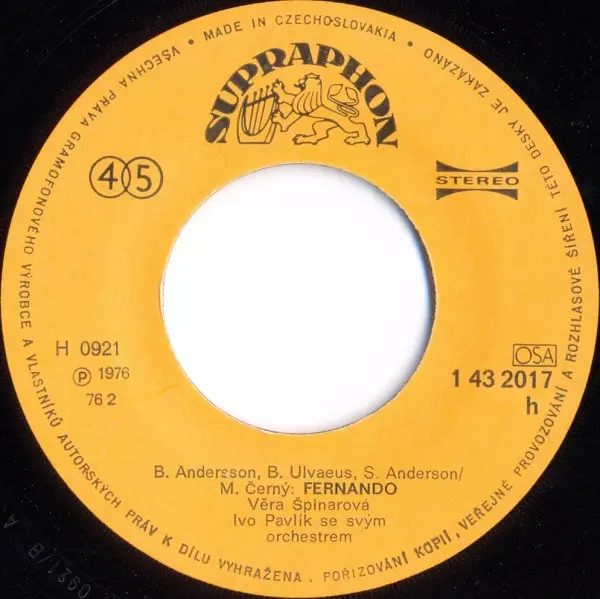 • MADE IN CZECHOSLOVAKIA •
VŠECHNA PRÁVA GRAMOFONOVÉHO VÝROBCE A VLASTNÍKŮ AUTORSKÝCH PRÁV K DÍLU VYHRAŽENA. POŘIZOVÁNÍ KOPIÍ, VEŘEJNÉ PROVOZOVÁNÍ A ROZHLASOVÉ ŠÍŘENÍ TÉTO DESKY JE ZAKÁZÁNO
SUPRAPHON
45
STEREO
H 0921
Ⓟ 1976
76 2
OSA
1 43 2017
h
B. Andersson, B. Ulvaeus, S. Anderson/
M. Černý: FERNANDO
Věra Špinarová
Ivo Pavlík se svým
orchestrem
0921/B A